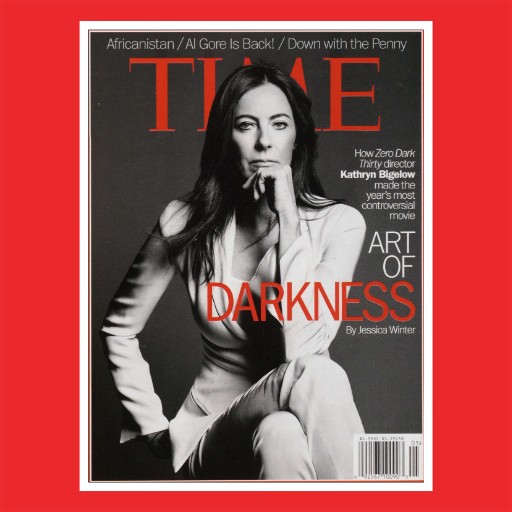 Africanistan / Al Gore Is Back! / Down with the Penny
TIME
How Zero Dark
Thirty director
Kathryn Bigelow
made the
year's most
controversial
movie
ART
OF
DARKNESS
By Jessica Winter